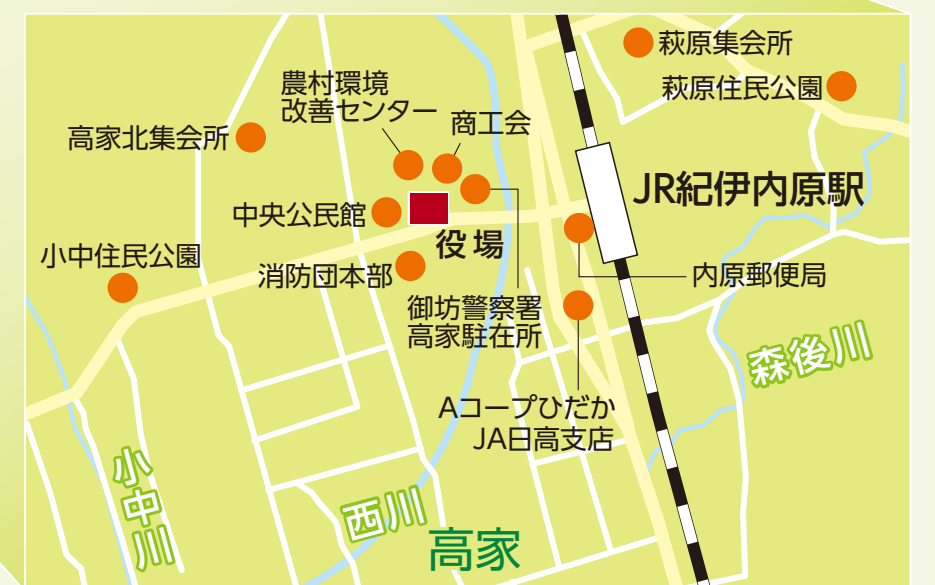 萩原集会所
萩原住民公園
農村環境
改善センター
商工会
高家北集会所
JR紀伊内原駅
中央公民館
役場
小中住民公園
消防団本部
内原郵便局
御坊警察署
高家駐在所
森後川
Aコープひだか
JA日高支店
小中川
西川
高家